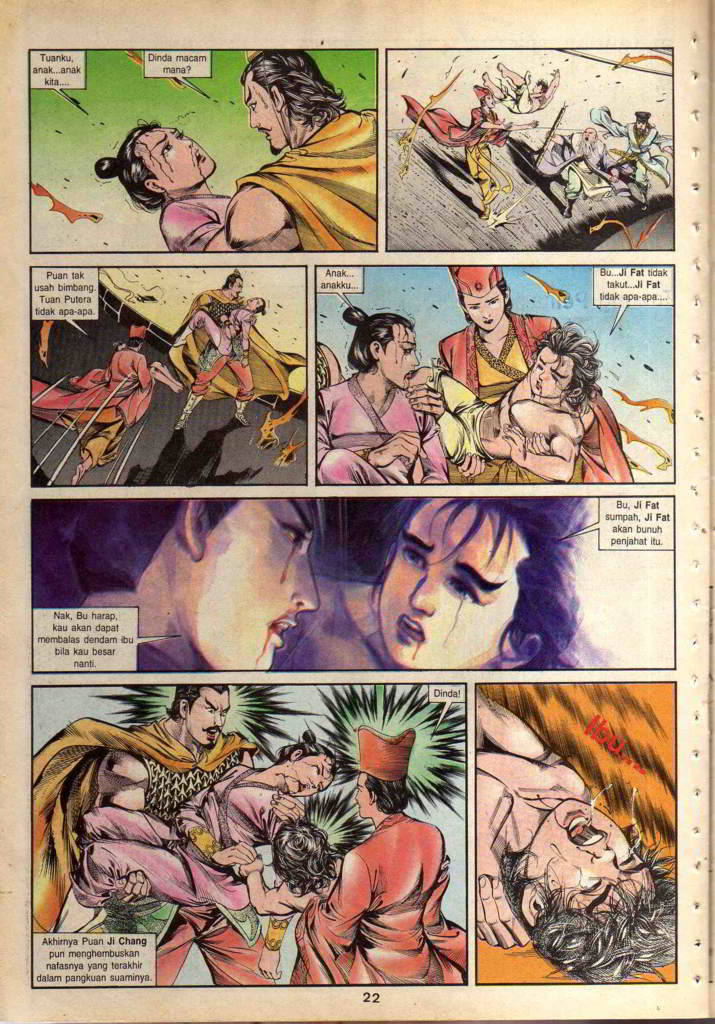 Tuanku,
anak...anak
kita....
Dinda macam
mana?
Puan tak
usah bimbang.
Tuan Putera
tidak apa-apa.
Anak...
anakku...
Bu...Ji Fat tidak
takut...Ji Fat
tidak apa-apa....
Bu, Ji Fat
sumpah, Ji Fat
akan bunuh
penjahat itu.
Nak, Bu harap,
kau akan dapat
membalas dendam ibu
bila kau besar
nanti.
Dinda!
Akhirnya Puan Ji Chang
pun menghembuskan
nafasnya yang terakhir
dalam pangkuan suaminya.
22